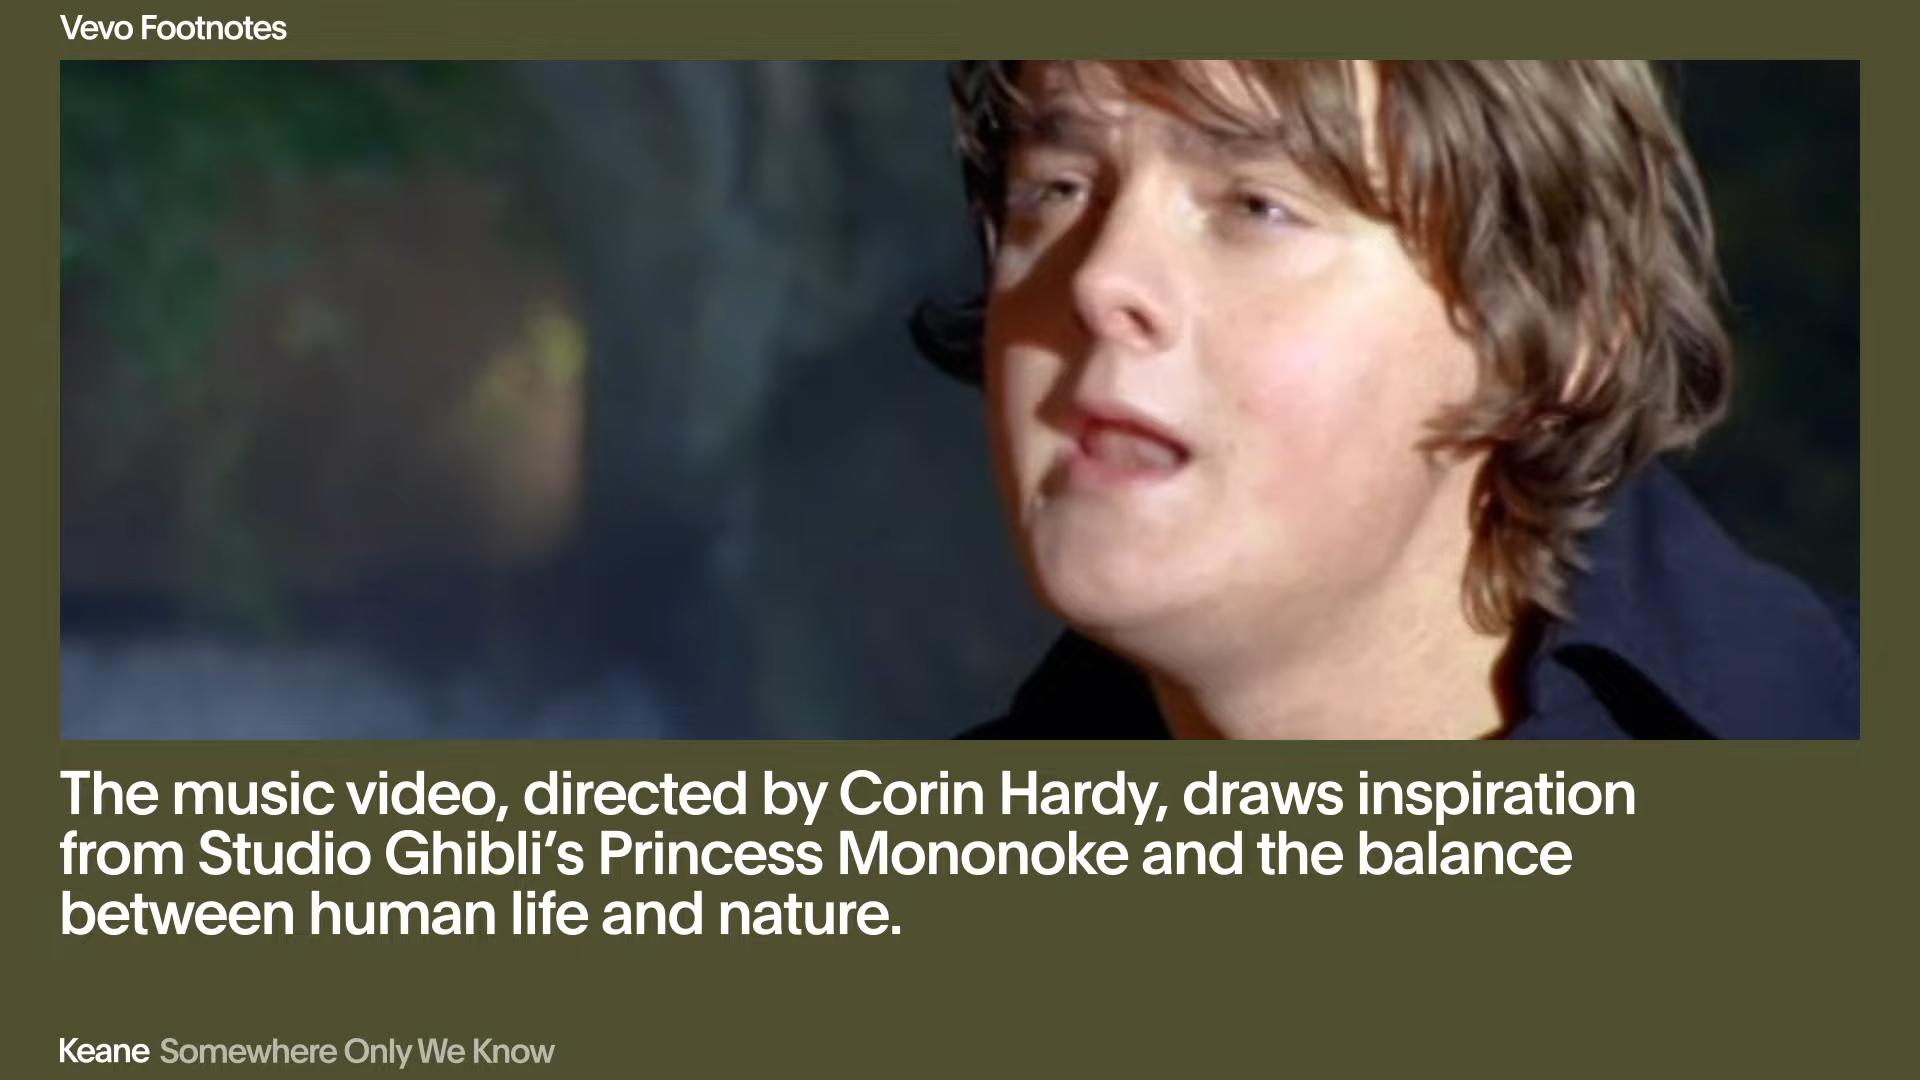 Vevo Footnotes
The music video, directed by Corin Hardy, draws inspiration
from Studio Ghibli’s Princess Mononoke and the balance
between human life and nature.
Keane Somewhere Only We Know